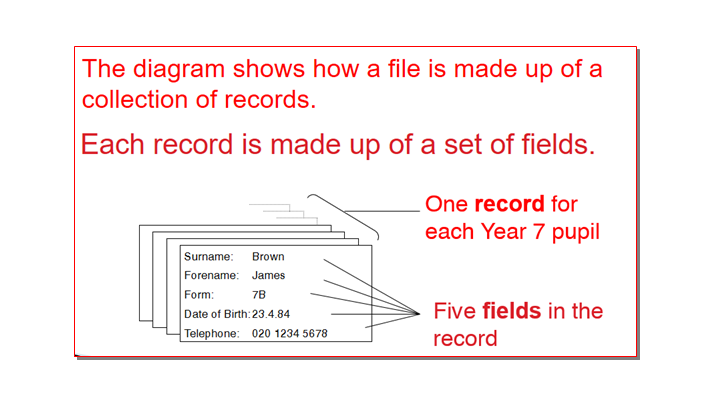 The diagram shows how a file is made up of a
collection of records.
Each record is made up of a set of fields.
One record for
each Year 7 pupil
Surname: Brown
Forename: James
Form: 7B
Date of Birth: 23.4.84
Telephone: 020 1234 5678
Five fields in the
record